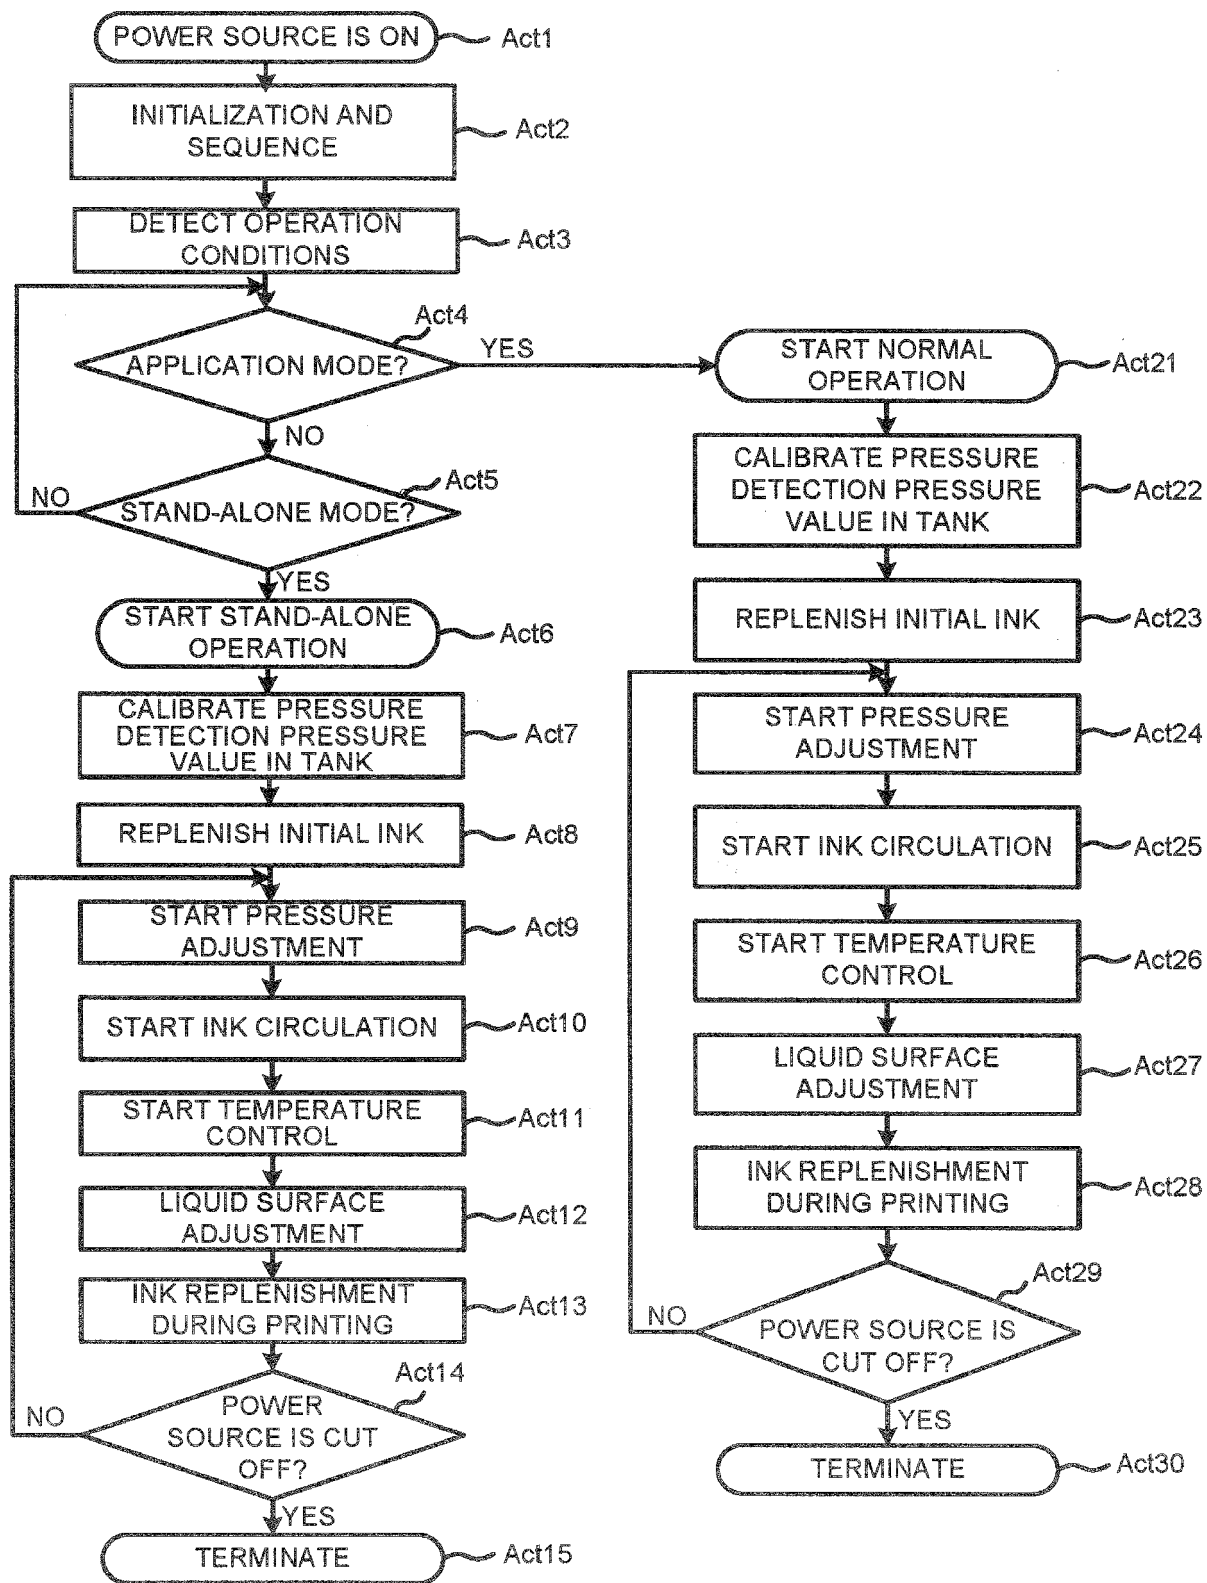 POWER SOURCE IS ON
Act1
INITIALIZATION AND
SEQUENCE
Act2
DETECT OPERATION
CONDITIONS
Act3
Act4
APPLICATION MODE?
YES
NO
Act5
STAND-ALONE MODE?
NO
YES
START STAND-ALONE
OPERATION
Act6
CALIBRATE PRESSURE
DETECTION PRESSURE
VALUE IN TANK
Act7
REPLENISH INITIAL INK
Act8
START PRESSURE
ADJUSTMENT
Act9
START INK CIRCULATION
Act10
START TEMPERATURE
CONTROL
Act11
LIQUID SURFACE
ADJUSTMENT
Act12
INK REPLENISHMENT
DURING PRINTING
Act13
Act14
POWER
SOURCE IS CUT
OFF?
NO
YES
TERMINATE
Act15
START NORMAL
OPERATION
Act21
CALIBRATE PRESSURE
DETECTION PRESSURE
VALUE IN TANK
Act22
REPLENISH INITIAL INK
Act23
START PRESSURE
ADJUSTMENT
Act24
START INK CIRCULATION
Act25
START TEMPERATURE
CONTROL
Act26
LIQUID SURFACE
ADJUSTMENT
Act27
INK REPLENISHMENT
DURING PRINTING
Act28
Act29
POWER SOURCE IS
CUT OFF?
NO
YES
TERMINATE
Act30